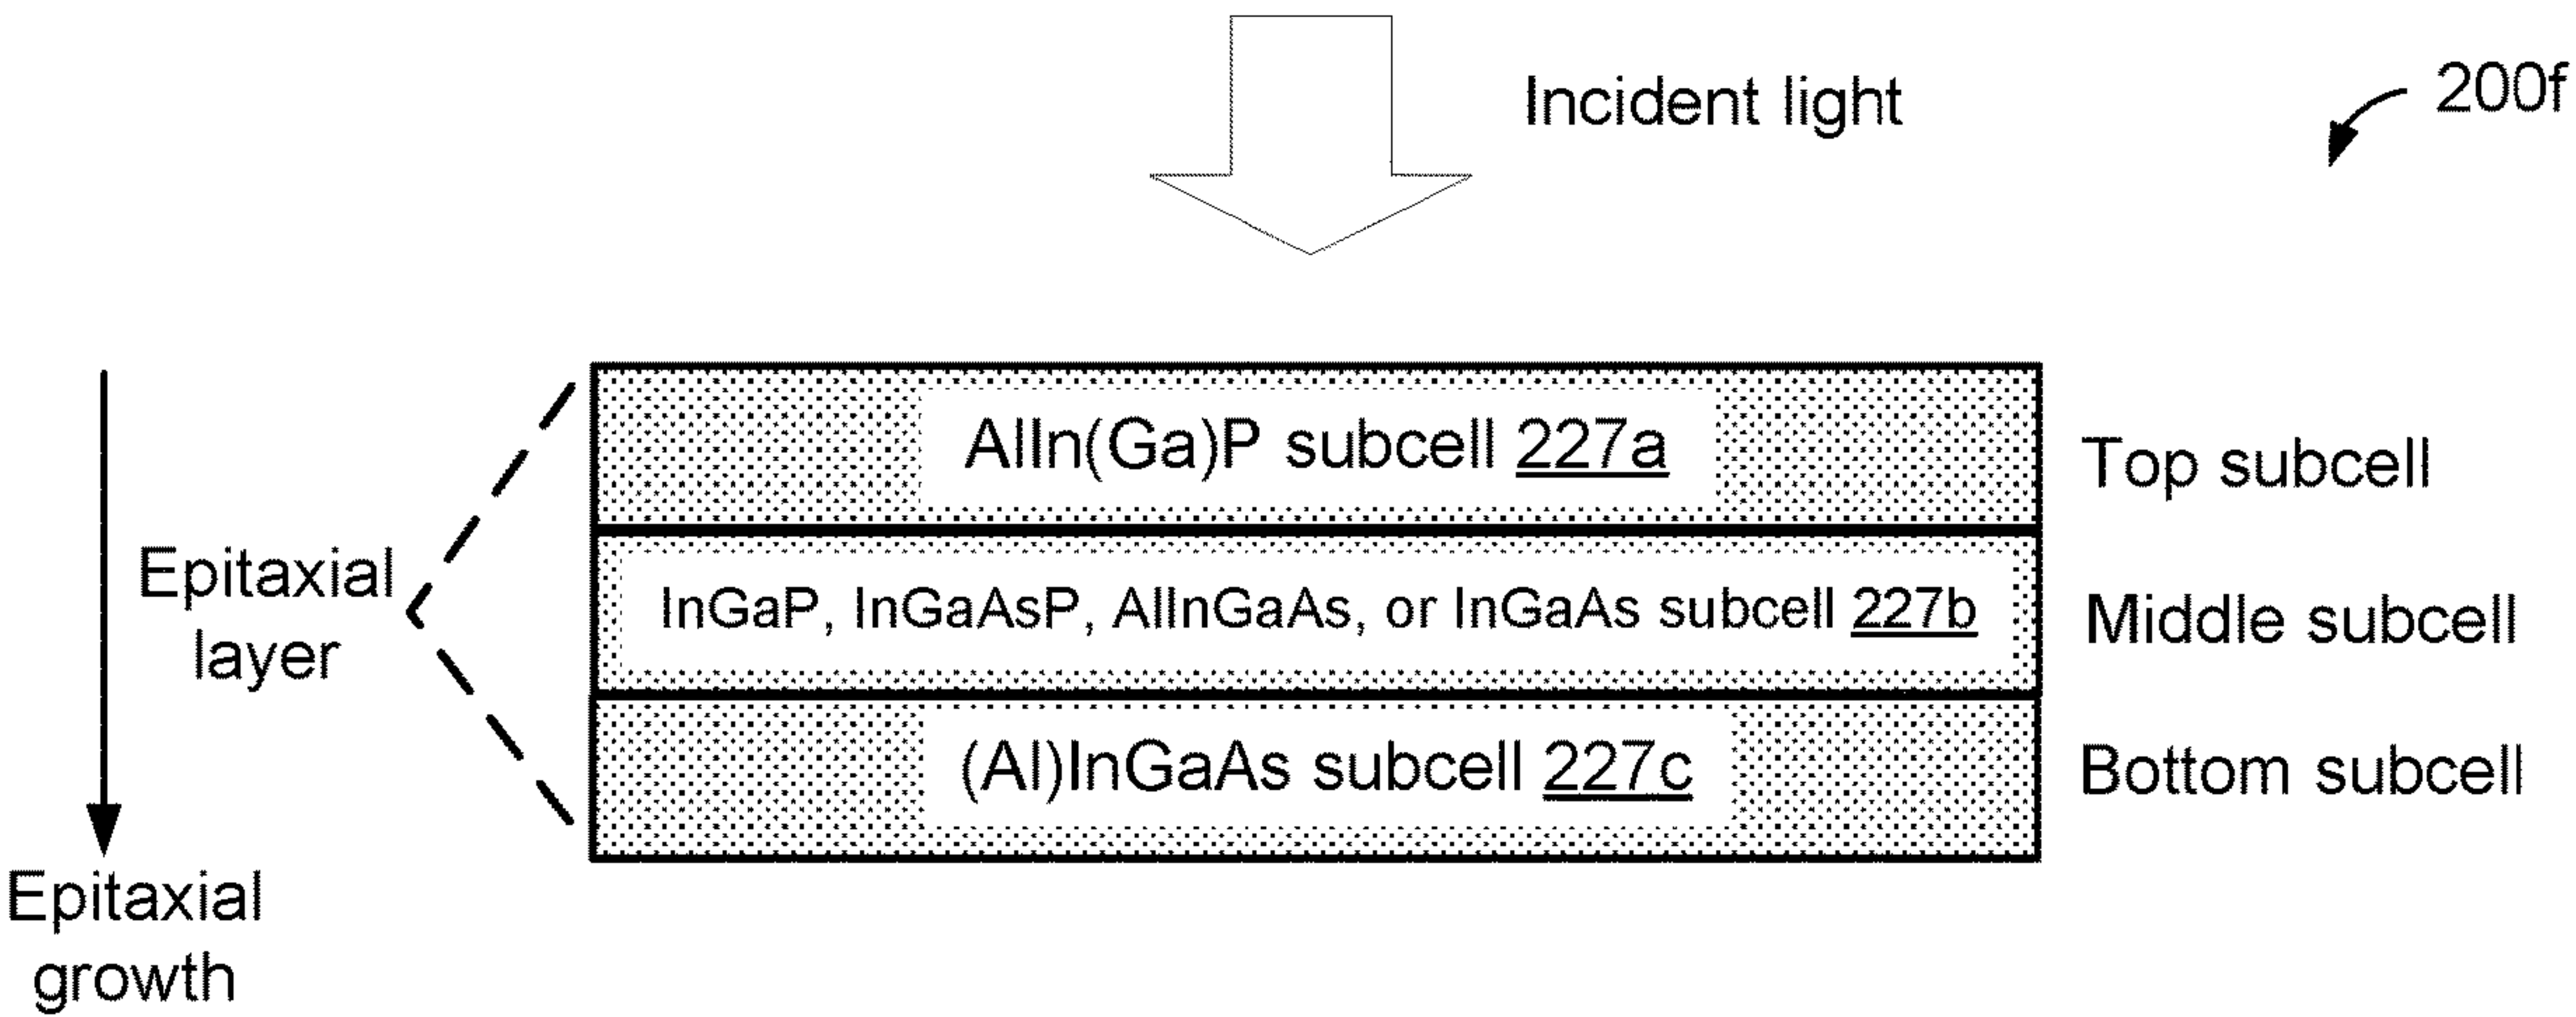 Incident light
200f
AlIn(Ga)P subcell 227a
Top subcell
Epitaxial
layer
InGaP, InGaAsP, AlInGaAs, or InGaAs subcell 227b
Middle subcell
(Al)InGaAs subcell 227c
Bottom subcell
Epitaxial
growth